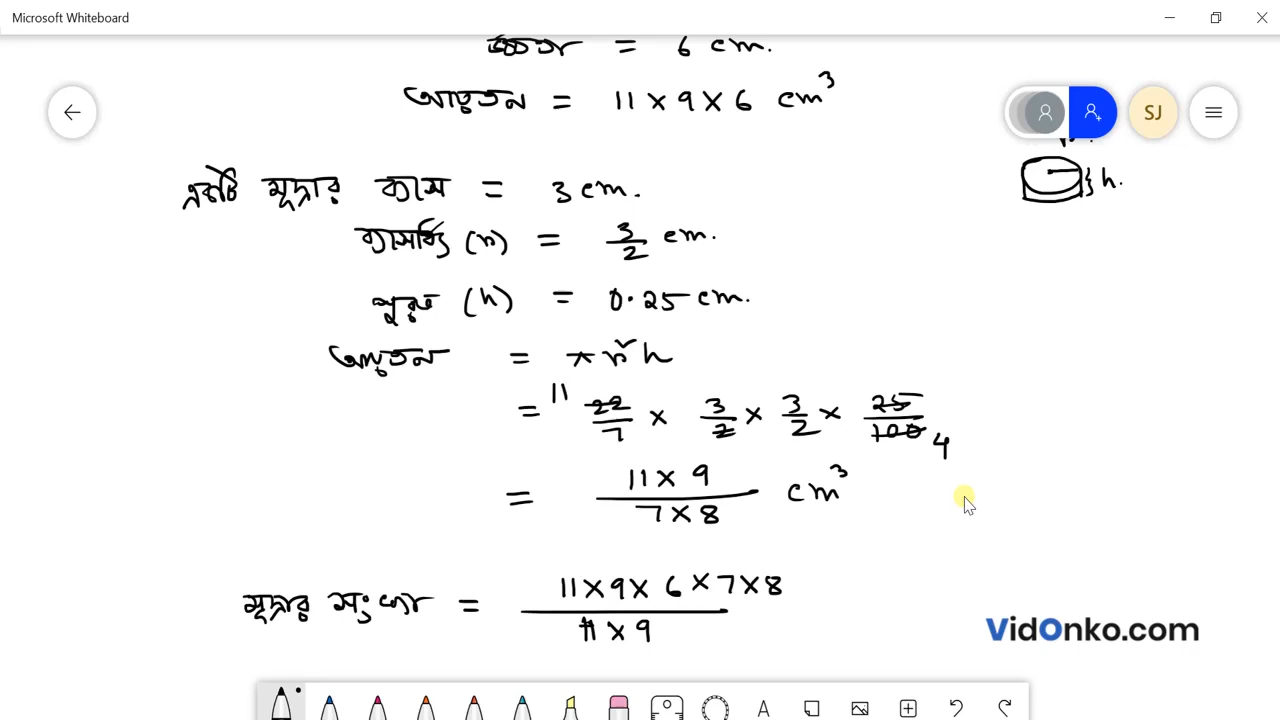 Microsoft Whiteboard
উচ্চতা = 6 cm.
আয়তন = 11 × 9 × 6 cm³
SJ
একটি মুদ্রার ব্যাস = 3 cm.
h.
ব্যাসার্ধ (r) = 3/2 cm.
পুরুত্ব (h) = 0.25 cm.
আয়তন = πr²h
= 11 22/7 × 3/2 × 3/2 × 25/100 4
= 11 × 9 / 7 × 8 cm³
মুদ্রার সংখ্যা = 11 × 9 × 6 × 7 × 8 / 11 × 9
VidOnko.com
A